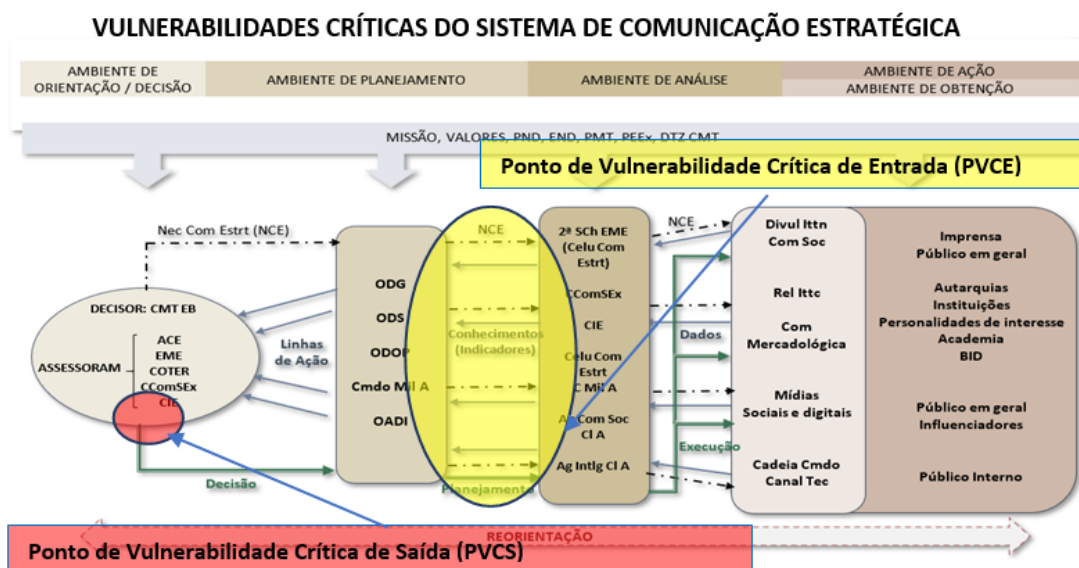 VULNERABILIDADES CRÍTICAS DO SISTEMA DE COMUNICAÇÃO ESTRATÉGICA
AMBIENTE DE
ORIENTAÇÃO / DECISÃO
AMBIENTE DE PLANEJAMENTO
AMBIENTE DE ANÁLISE
AMBIENTE DE AÇÃO
AMBIENTE DE OBTENÇÃO
MISSÃO, VALORES, PND, END, PMT, PEEx, DTZ CMT
Ponto de Vulnerabilidade Crítica de Entrada (PVCE)
Nec Com Estrt (NCE)
DECISOR: CMT EB
ASSESSORAM
ACE
EME
COTER
CComSEx
CIE
Decisão
Linhas
de Ação
ODG
ODS
ODOP
Cmdo Mil A
OADI
NCE
Conhecimentos
(Indicadores)
Planejamento
2ª SCh EME
(Celu Com
Estrt)
CComSEx
CIE
Celu Com
Estrt
C Mil A
Com Soc
Cl A
Ag Intlg Cl A
NCE
Dados
Execução
Divul Ittn
Com Soc
Rel Ittc
Com
Mercadológica
Mídias
Sociais e digitais
Cadeia Cmdo
Canal Tec
Imprensa
Público em geral
Autarquias
Instituições
Personalidades de interesse
Academia
BID
Público em geral
Influenciadores
Público Interno
REORIENTAÇÃO
Ponto de Vulnerabilidade Crítica de Saída (PVCS)